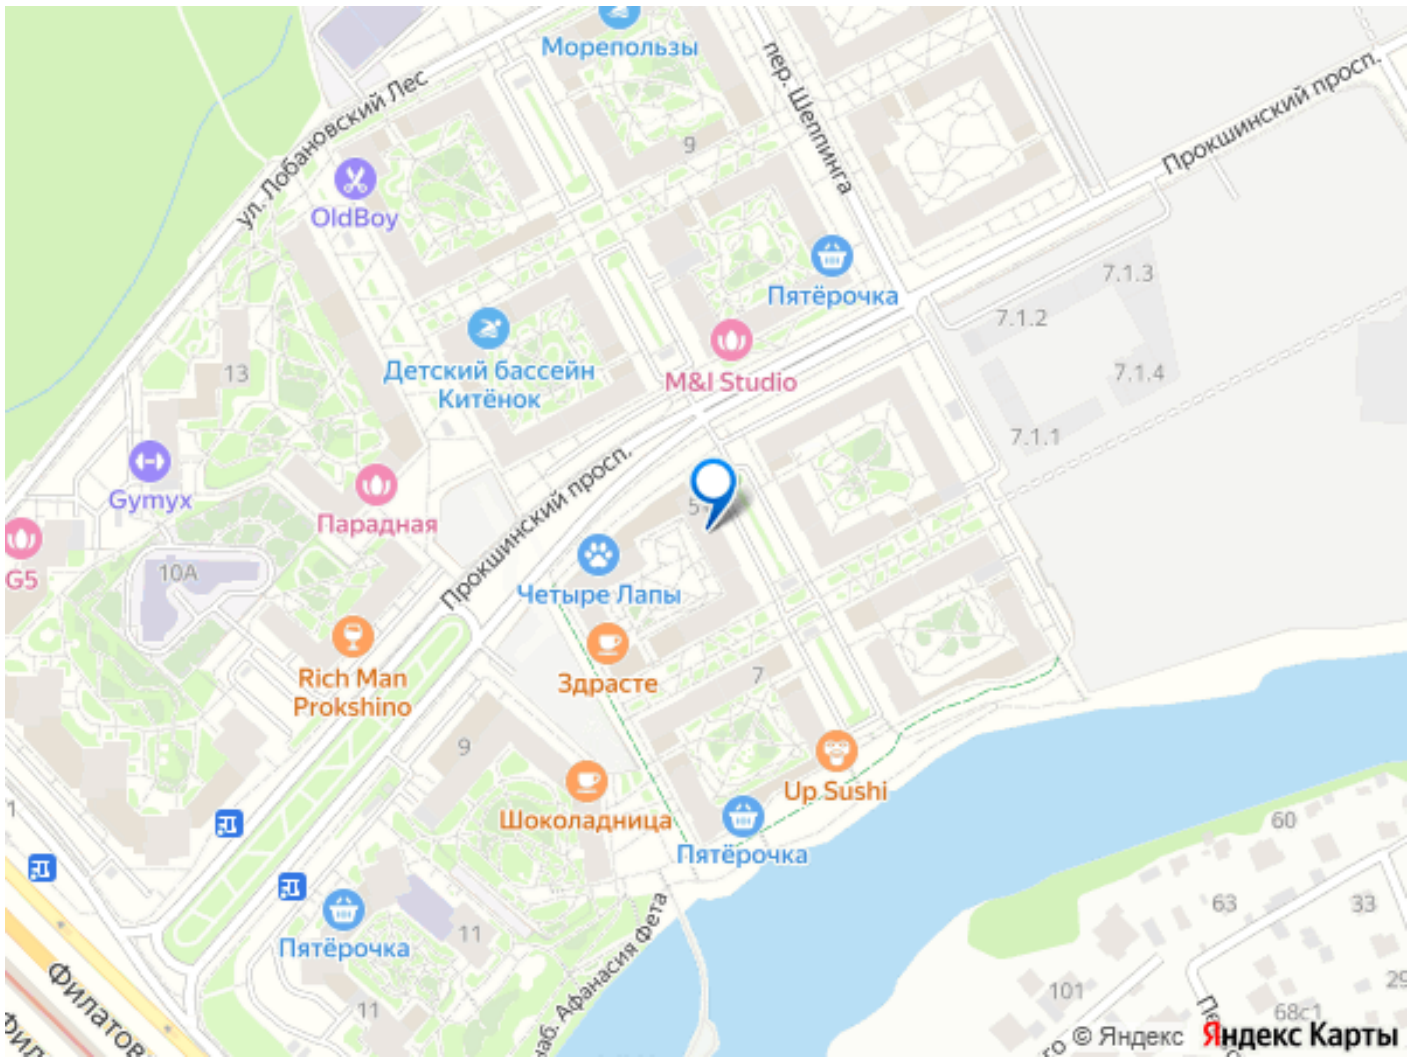 Морепользы
пер. Шеппинга
Прокшинский просп.
ул. Лобановский Лес
9
OldBoy
Пятёрочка
7.1.3
7.1.2
M&I Studio
Детский бассейн
Китёнок
13
7.1.4
7.1.1
Gymyx
Парадная
Прокшинский просп.
5
G5
10А
Четыре Лапы
Здрасте
Rich Man
Prokshino
7
9
Up Sushi
Шоколадница
Пятёрочка
1
60
63
33
Пятёрочка
11
11
наб. Афанасия Фета
101
29
68с1
© Яндекс
Яндекс Карты